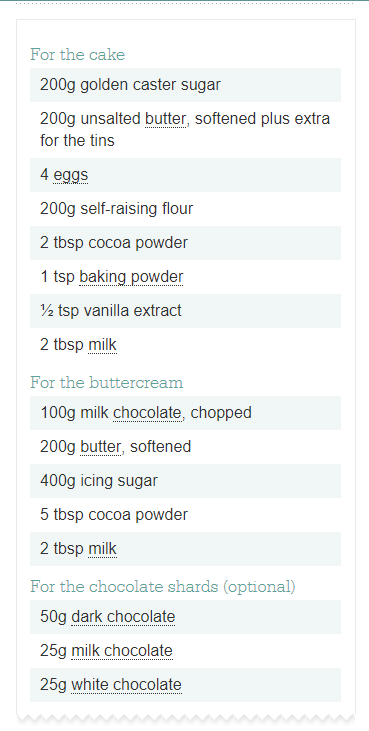 For the cake
200g golden caster sugar
200g unsalted butter, softened plus extra
for the tins
4 eggs
200g self-raising flour
2 tbsp cocoa powder
1 tsp baking powder
½ tsp vanilla extract
2 tbsp milk
For the buttercream
100g milk chocolate, chopped
200g butter, softened
400g icing sugar
5 tbsp cocoa powder
2 tbsp milk
For the chocolate shards (optional)
50g dark chocolate
25g milk chocolate
25g white chocolate